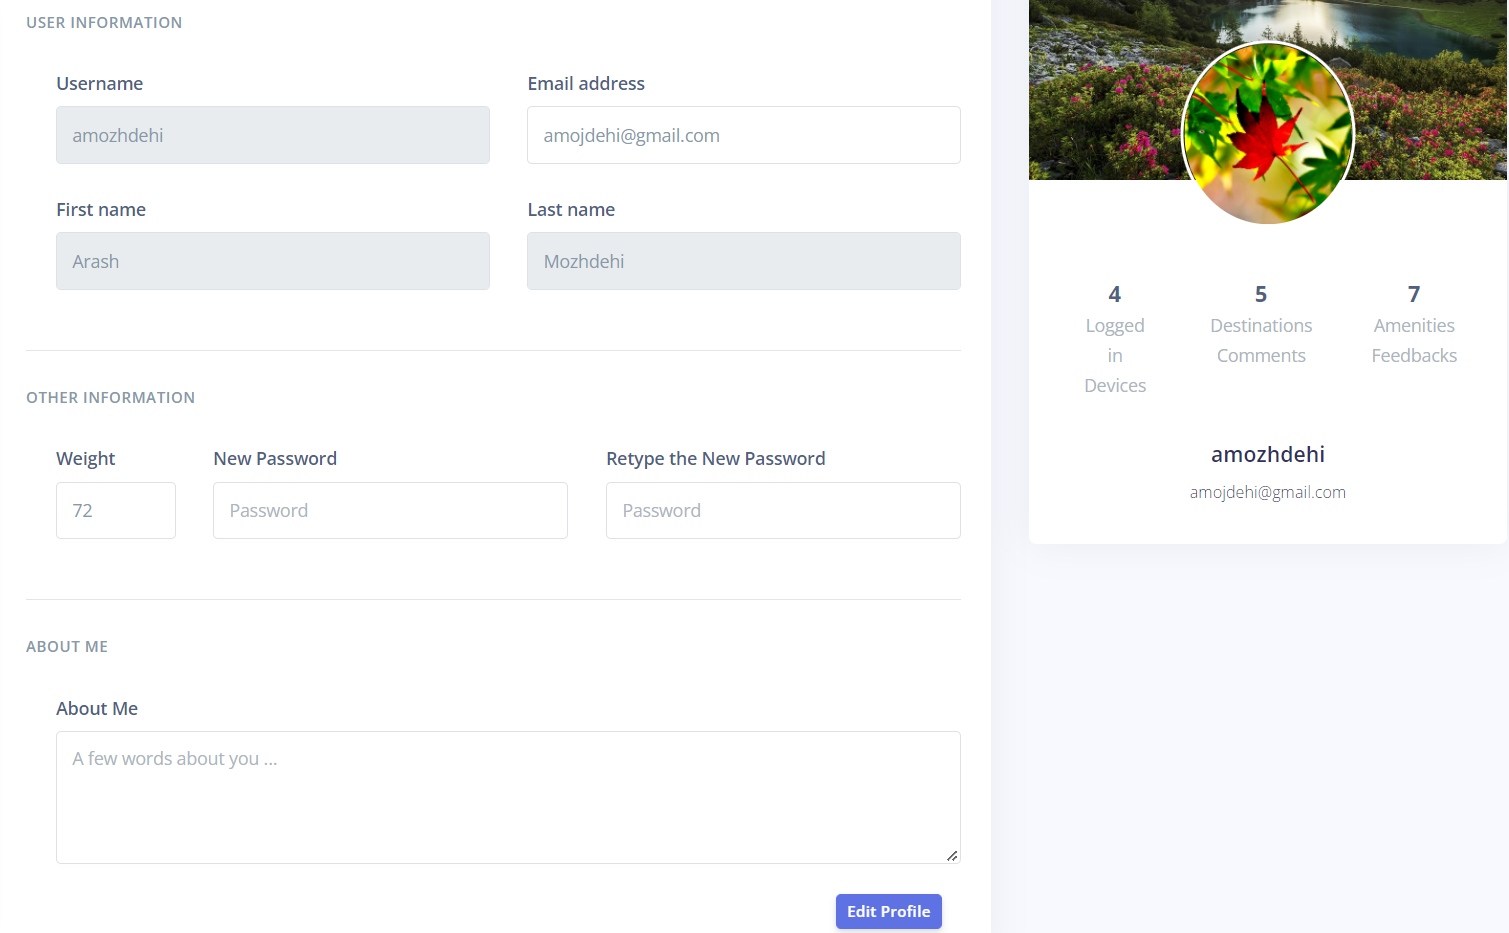 USER INFORMATION
Username
Email address
amozhdehi
amojdehi@gmail.com
First name
Last name
Arash
Mozhdehi
OTHER INFORMATION
Weight
New Password
Retype the New Password
72
Password
Password
ABOUT ME
About Me
A few words about you ...
Edit Profile
4
Logged
in
Devices
5
Destinations
Comments
7
Amenities
Feedbacks
amozhdehi
amojdehi@gmail.com